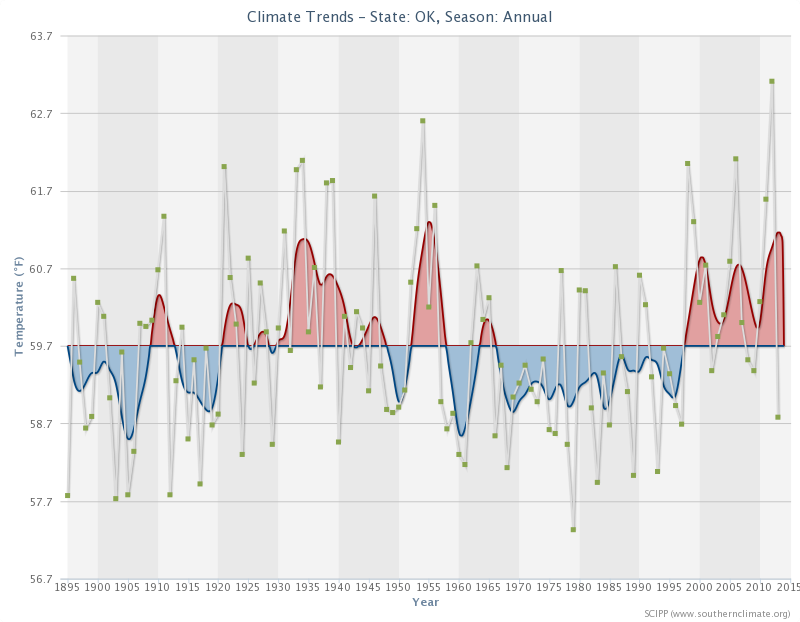 Climate Trends - State: OK, Season: Annual
63.7
62.7
61.7
60.7
59.7
58.7
57.7
56.7
Temperature (°F)
1895 1900 1905 1910 1915 1920 1925 1930 1935 1940 1945 1950 1955 1960 1965 1970 1975 1980 1985 1990 1995 2000 2005 2010 2015
Year
SCIPP (www.southernclimate.org)